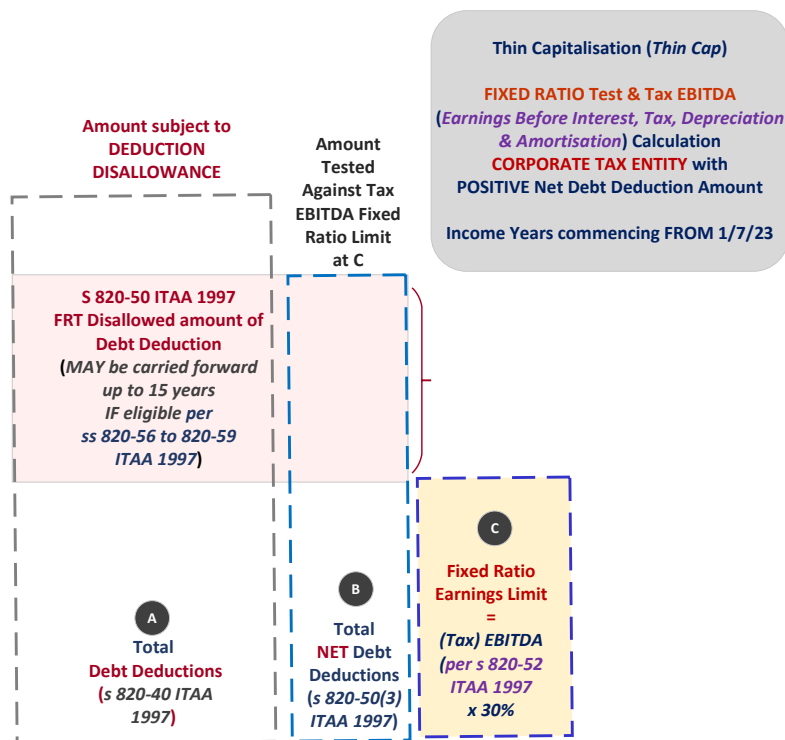 Thin Capitalisation (Thin Cap)
FIXED RATIO Test & Tax EBITDA
(Earnings Before Interest, Tax, Depreciation
& Amortisation) Calculation
CORPORATE TAX ENTITY with
POSITIVE Net Debt Deduction Amount
Income Years commencing FROM 1/7/23
Amount subject to
DEDUCTION
DISALLOWANCE
Amount
Tested
Against Tax
EBITDA Fixed
Ratio Limit
at C
S 820-50 ITAA 1997
FRT Disallowed amount of
Debt Deduction
(MAY be carried forward
up to 15 years
IF eligible per
ss 820-56 to 820-59
ITAA 1997)
A
Total
Debt Deductions
(s 820-40 ITAA
1997)
B
Total
NET Debt
Deductions
(s 820-50(3)
ITAA 1997)
C
Fixed Ratio
Earnings Limit
=
(Tax) EBITDA
(per s 820-52
ITAA 1997
x 30%